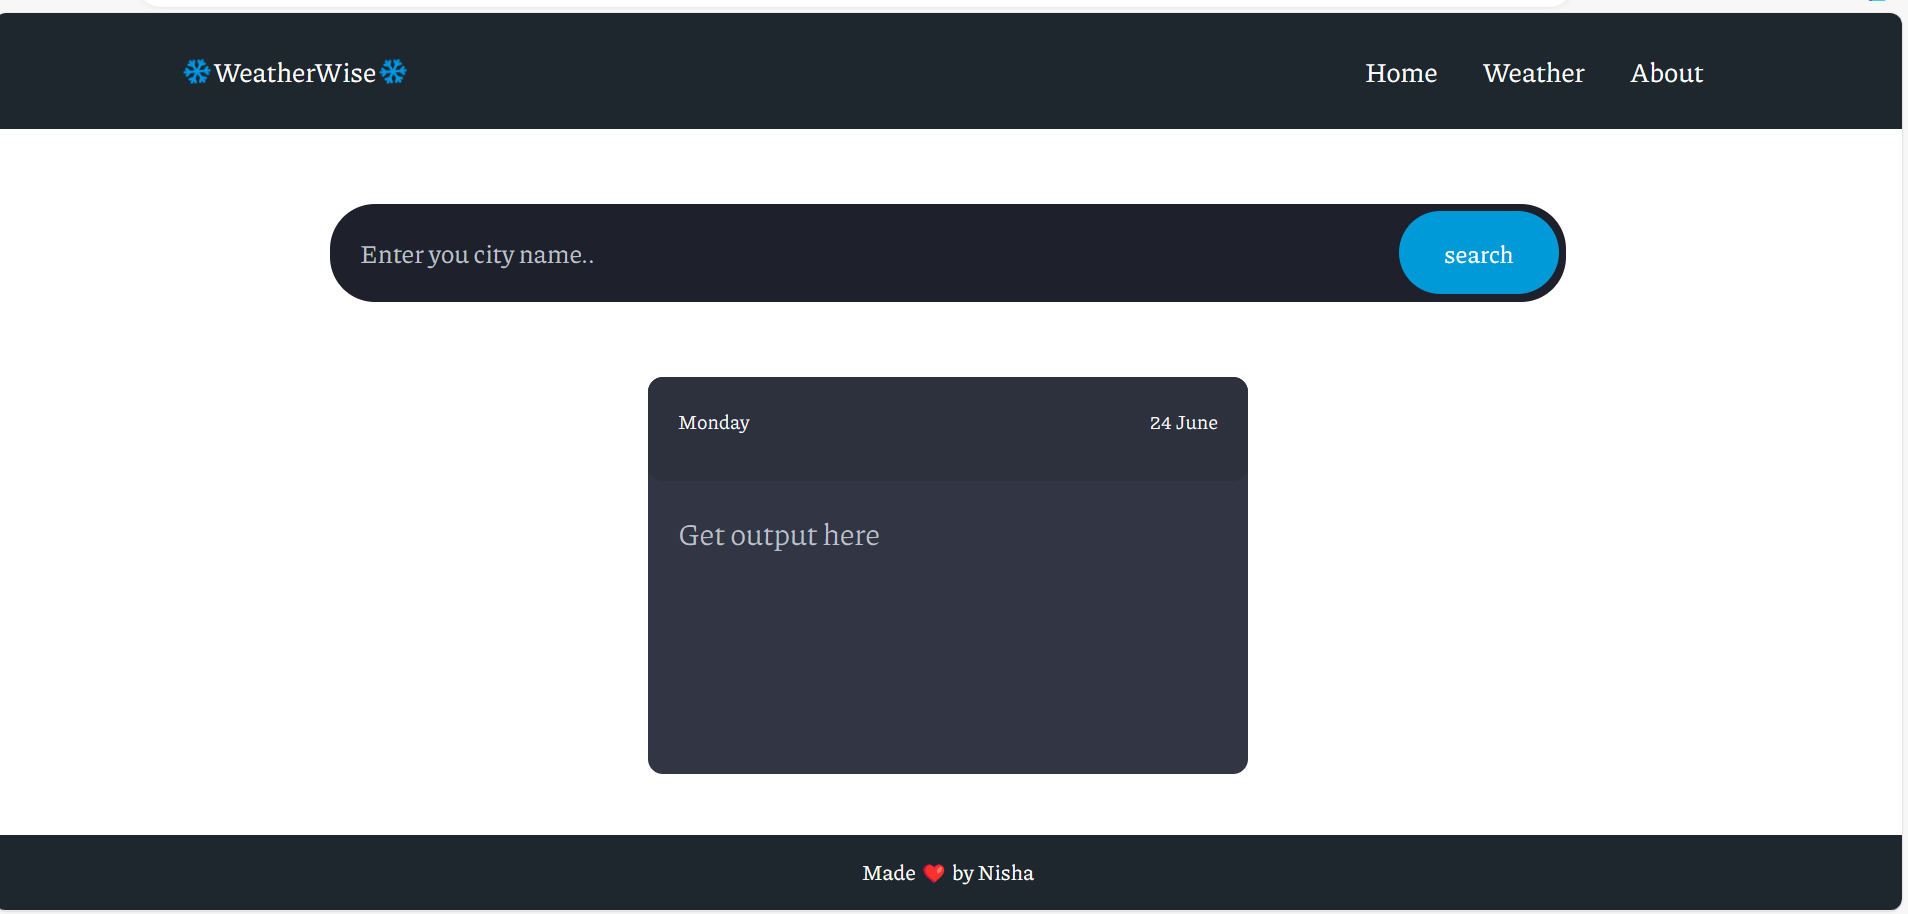 ❄WeatherWise❄
Home Weather About
Enter you city name..
search
Monday
24 June
Get output here
Made ❤ by Nisha